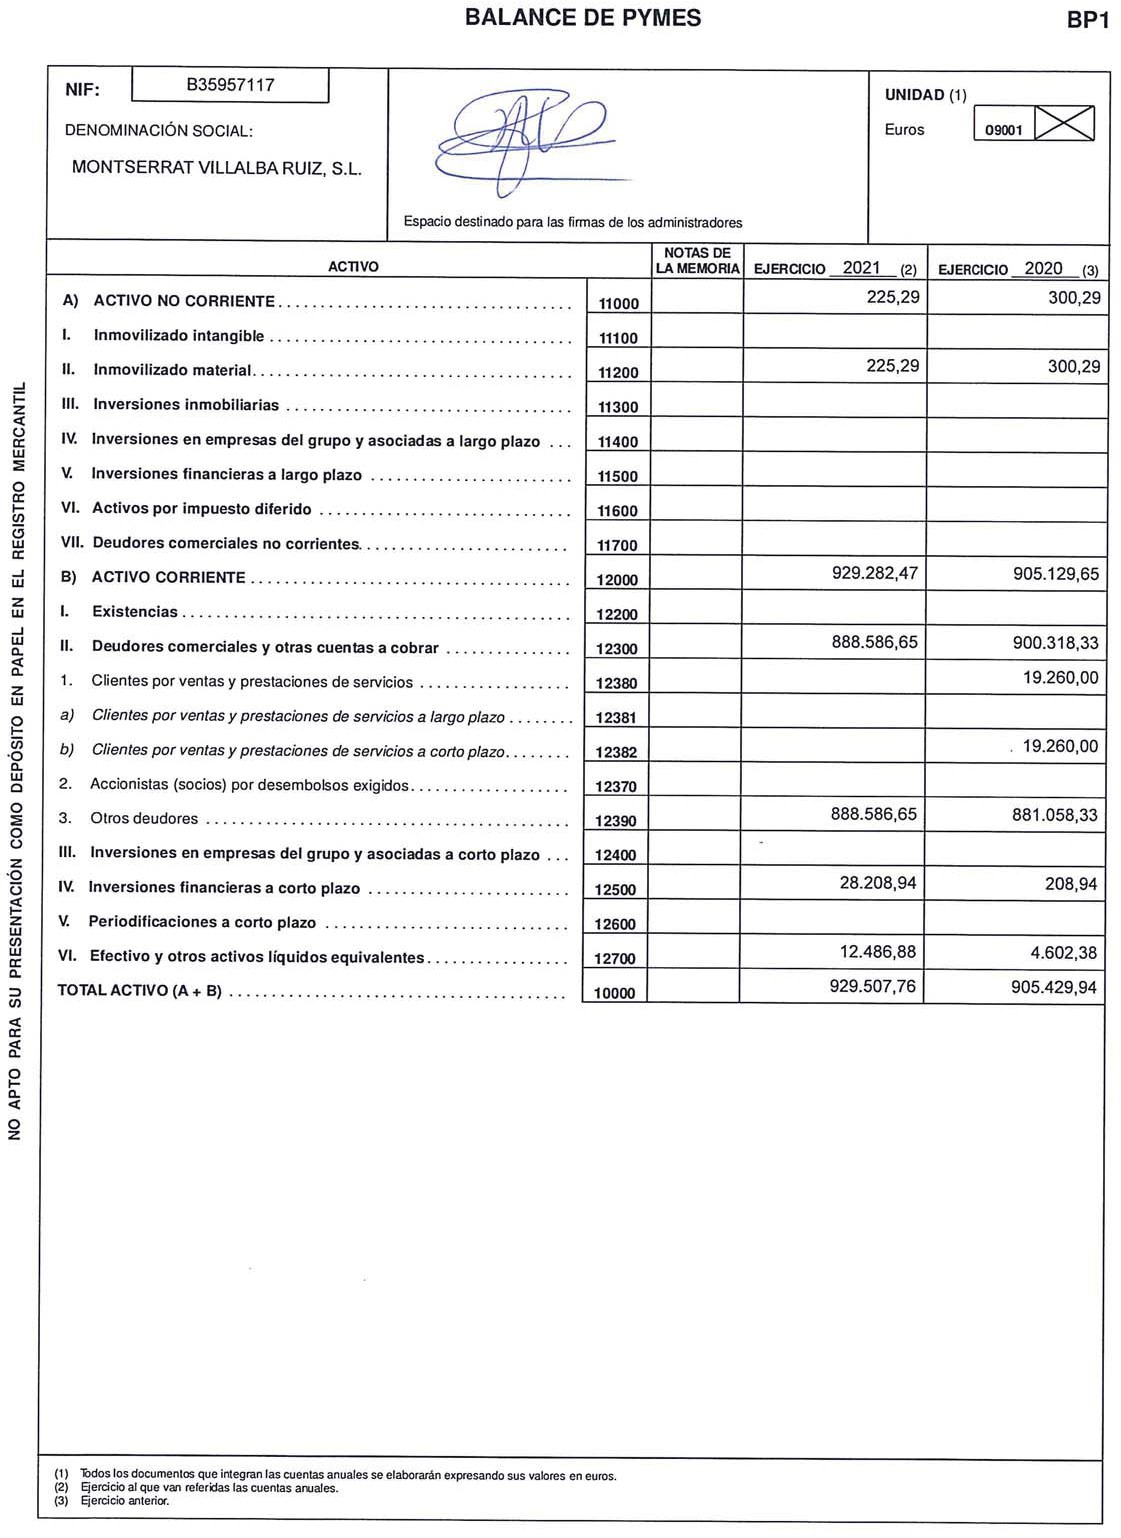 BALANCE DE PYMES
BP1
NIF: B35957117
DENOMINACIÓN SOCIAL:
MONTSERRAT VILLALBA RUIZ, S.L.
Espacio destinado para las firmas de los administradores
UNIDAD (1)
Euros 09001
ACTIVO NOTAS DE LA MEMORIA EJERCICIO 2021 (2) EJERCICIO 2020 (3)
A) ACTIVO NO CORRIENTE 11000 225,29 300,29
I. Inmovilizado intangible 11100
II. Inmovilizado material 11200 225,29 300,29
III. Inversiones inmobiliarias 11300
IV. Inversiones en empresas del grupo y asociadas a largo plazo 11400
V. Inversiones financieras a largo plazo 11500
VI. Activos por impuesto diferido 11600
VII. Deudores comerciales no corrientes 11700
B) ACTIVO CORRIENTE 12000 929.282,47 905.129,65
I. Existencias 12200
II. Deudores comerciales y otras cuentas a cobrar 12300 888.586,65 900.318,33
1. Clientes por ventas y prestaciones de servicios 12380 19.260,00
a) Clientes por ventas y prestaciones de servicios a largo plazo 12381
b) Clientes por ventas y prestaciones de servicios a corto plazo 12382 19.260,00
2. Accionistas (socios) por desembolsos exigidos 12370
3. Otros deudores 12390 888.586,65 881.058,33
III. Inversiones en empresas del grupo y asociadas a corto plazo 12400
IV. Inversiones financieras a corto plazo 12500 28.208,94 208,94
V. Periodificaciones a corto plazo 12600
VI. Efectivo y otros activos líquidos equivalentes 12700 12.486,88 4.602,38
TOTAL ACTIVO (A + B) 10000 929.507,76 905.429,94
(1) Todos los documentos que integran las cuentas anuales se elaborarán expresando sus valores en euros.
(2) Ejercicio al que van referidas las cuentas anuales.
(3) Ejercicio anterior.
NO APTO PARA SU PRESENTACIÓN COMO DEPÓSITO EN PAPEL EN EL REGISTRO MERCANTIL